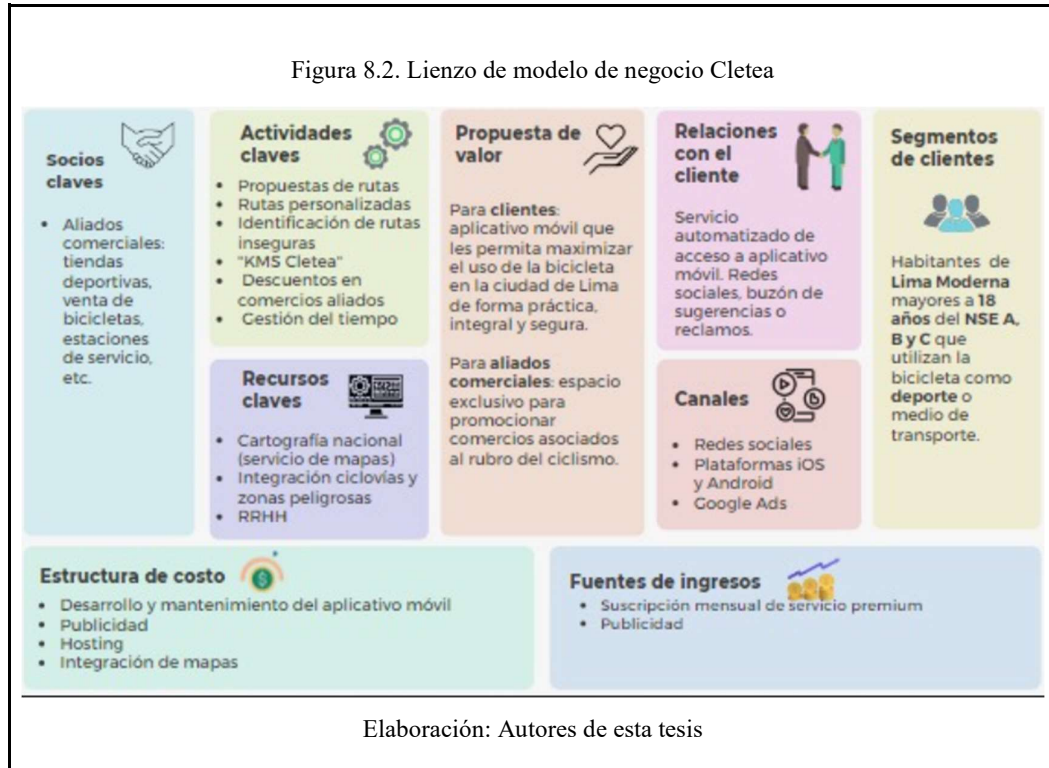 Figura 8.2. Lienzo de modelo de negocio Cletea
Socios
claves
• Aliados
comerciales:
tiendas
deportivas,
venta de
bicicletas,
estaciones
de servicio,
etc.
Actividades
claves
• Propuestas de rutas
• Rutas personalizadas
• Identificación de rutas
inseguras
• "KMS Cletea"
• Descuentos en
comercios aliados
• Gestión del tiempo
Recursos
claves
• Cartografía nacional
(servicio de mapas)
• Integración ciclovías y
zonas peligrosas
• RRHH
Propuesta de
valor
Para clientes:
aplicativo móvil que
les permita maximizar
el uso de la bicicleta
en la ciudad de Lima
de forma práctica,
integral y segura.
Para aliados
comerciales: espacio
exclusivo para
promocionar
comercios asociados
al rubro del ciclismo.
Relaciones
con el
cliente
Servicio
automatizado de
acceso a aplicativo
móvil. Redes
sociales, buzón de
sugerencias o
reclamos.
Canales
• Redes sociales
• Plataformas iOS
y Android
• Google Ads
Segmentos
de clientes
Habitantes de
Lima Moderna
mayores a 18
años del NSE A,
B y C que
utilizan la
bicicleta como
deporte o
medio de
transporte.
Estructura de costo
• Desarrollo y mantenimiento del aplicativo móvil
• Publicidad
• Hosting
• Integración de mapas
Fuentes de ingresos
• Suscripción mensual de servicio premium
• Publicidad
Elaboración: Autores de esta tesis